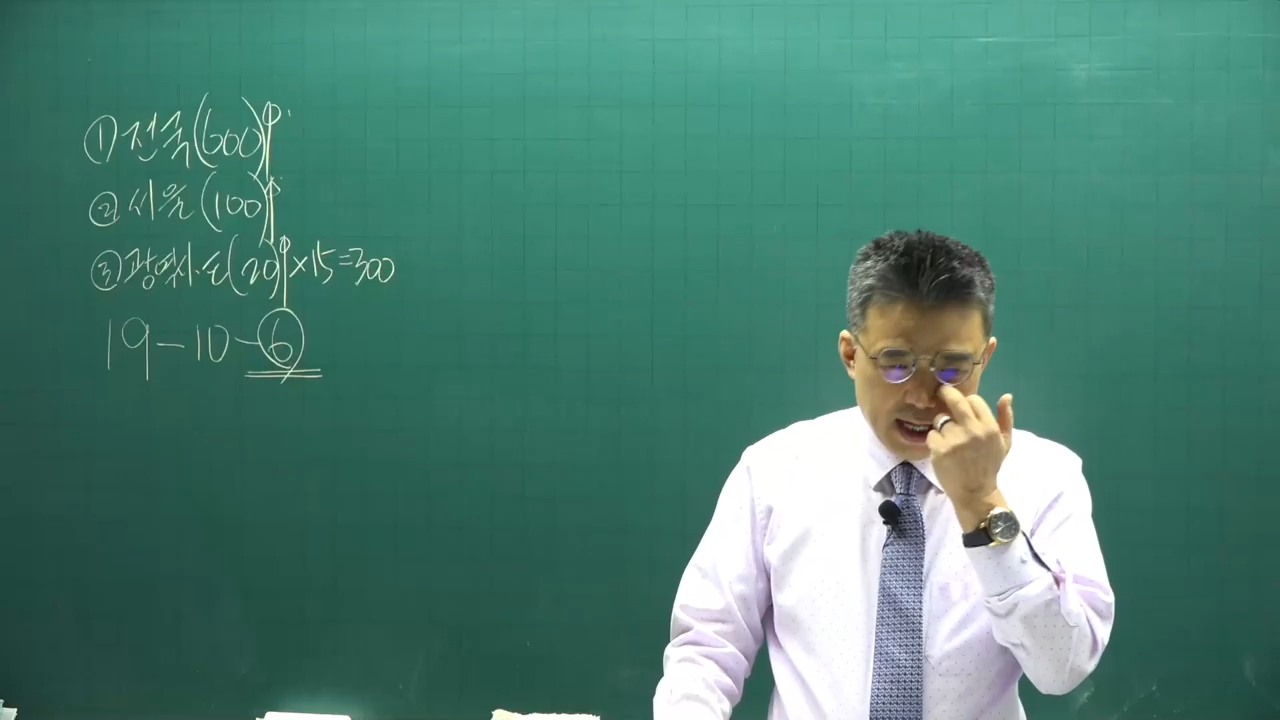 ① 전국(600)
② 서울(100)
③ 광역시·도(20)×15=300
19-10-6